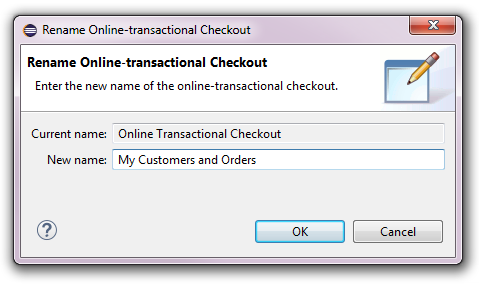 Rename Online-transactional Checkout
Rename Online-transactional Checkout
Enter the new name of the online-transactional checkout.
Current name: Online Transactional Checkout
New name: My Customers and Orders
? OK Cancel